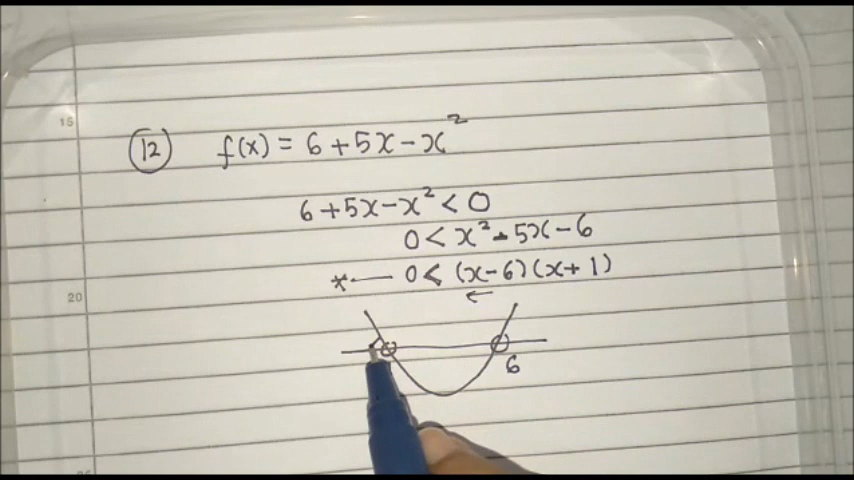 15
(12) f(x) = 6 + 5x - x²
6 + 5x - x² < 0
0 < x² - 5x - 6
* — 0 < (x - 6)(x + 1)
20
6